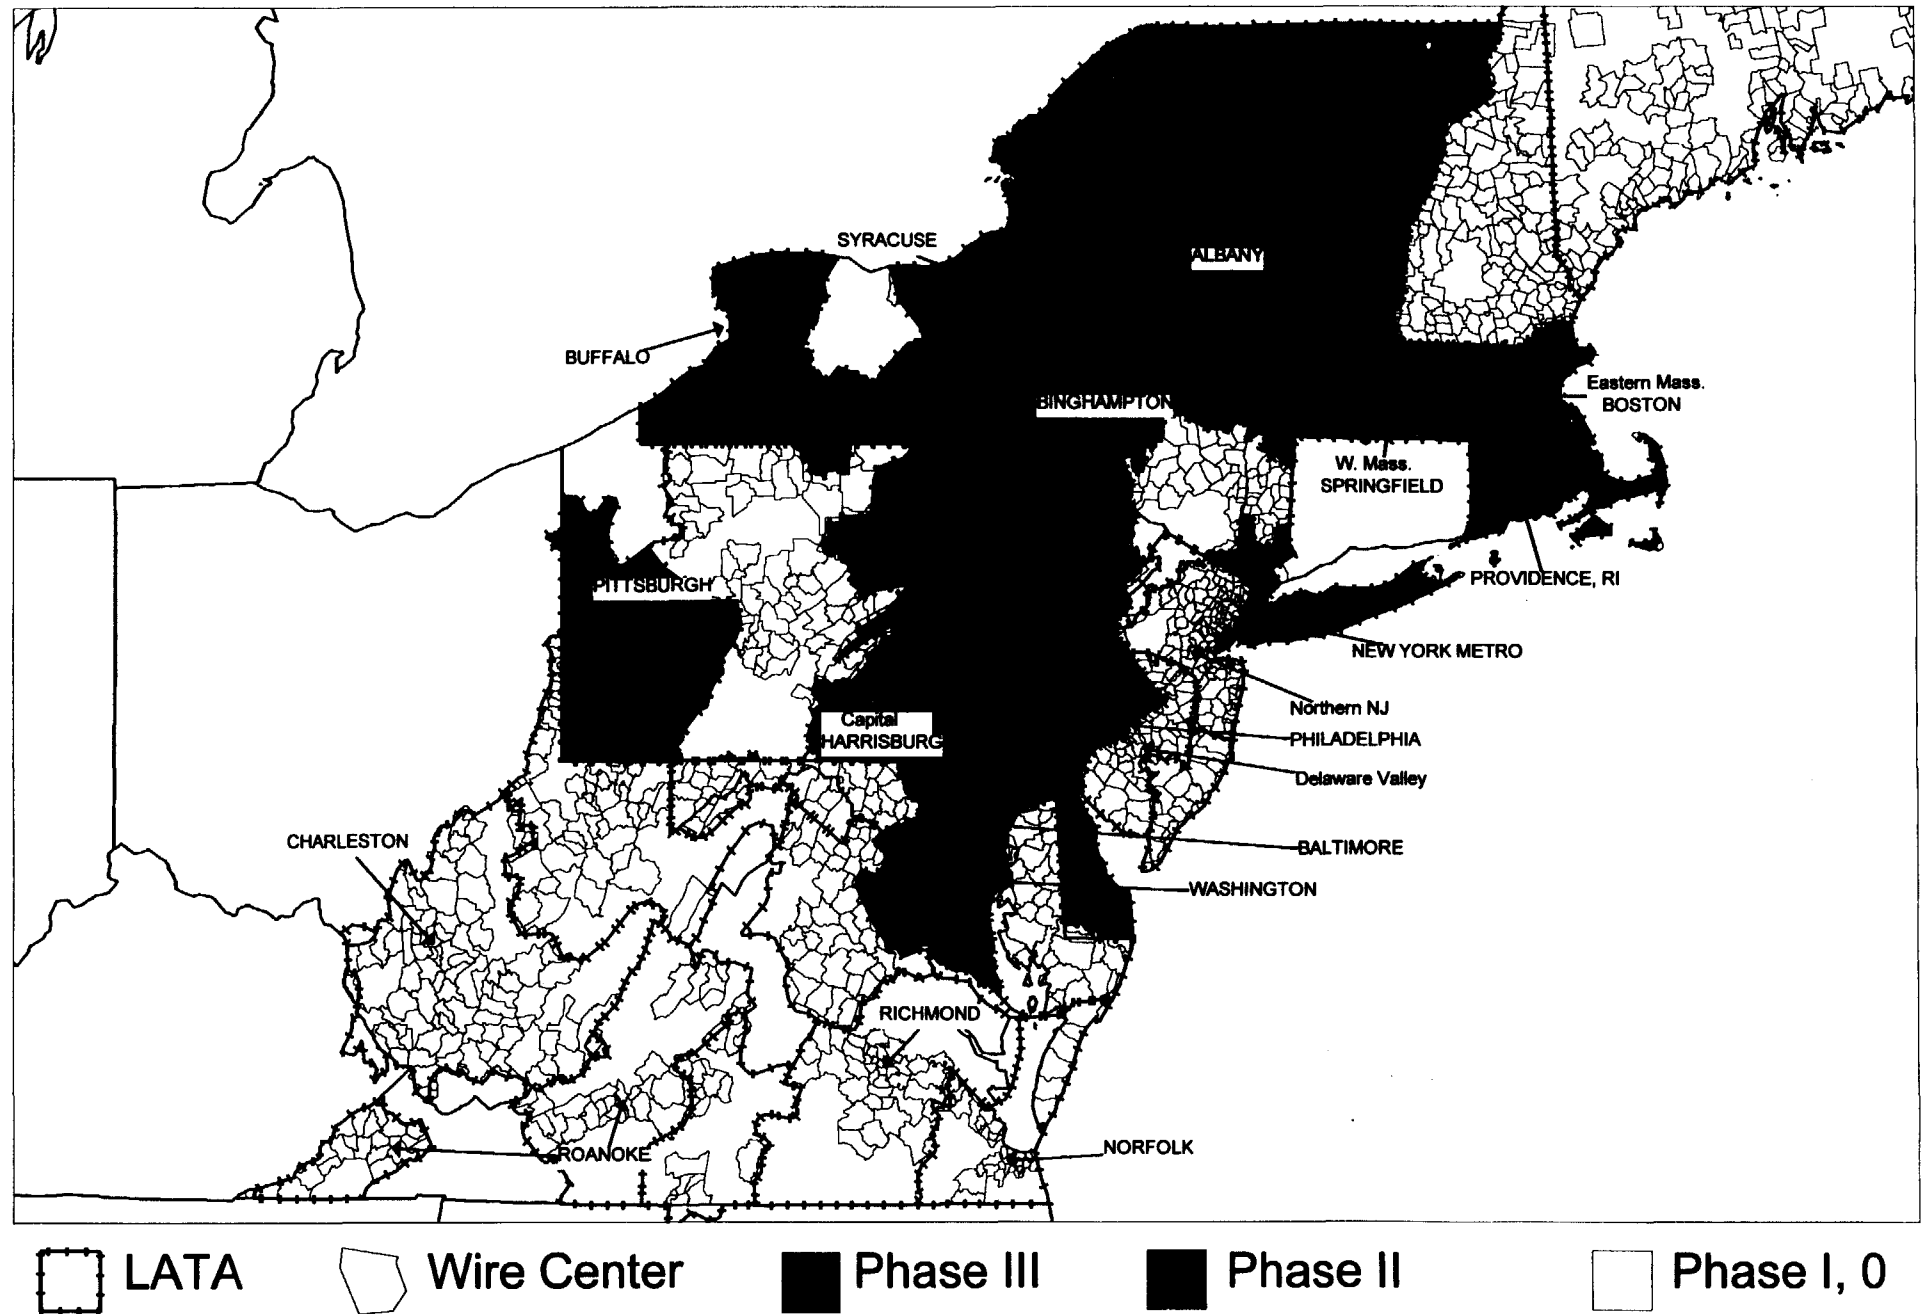 SYRACUSE
ALBANY
BUFFALO
Eastern Mass.
BOSTON
BINGHAMPTON
W. Mass.
SPRINGFIELD
PITTSBURGH
PROVIDENCE, RI
NEW YORK METRO
Northern NJ
Capital
HARRISBURG
PHILADELPHIA
Delaware Valley
CHARLESTON
BALTIMORE
WASHINGTON
RICHMOND
ROANOKE
NORFOLK
LATA
Wire Center
Phase III
Phase II
Phase I, 0